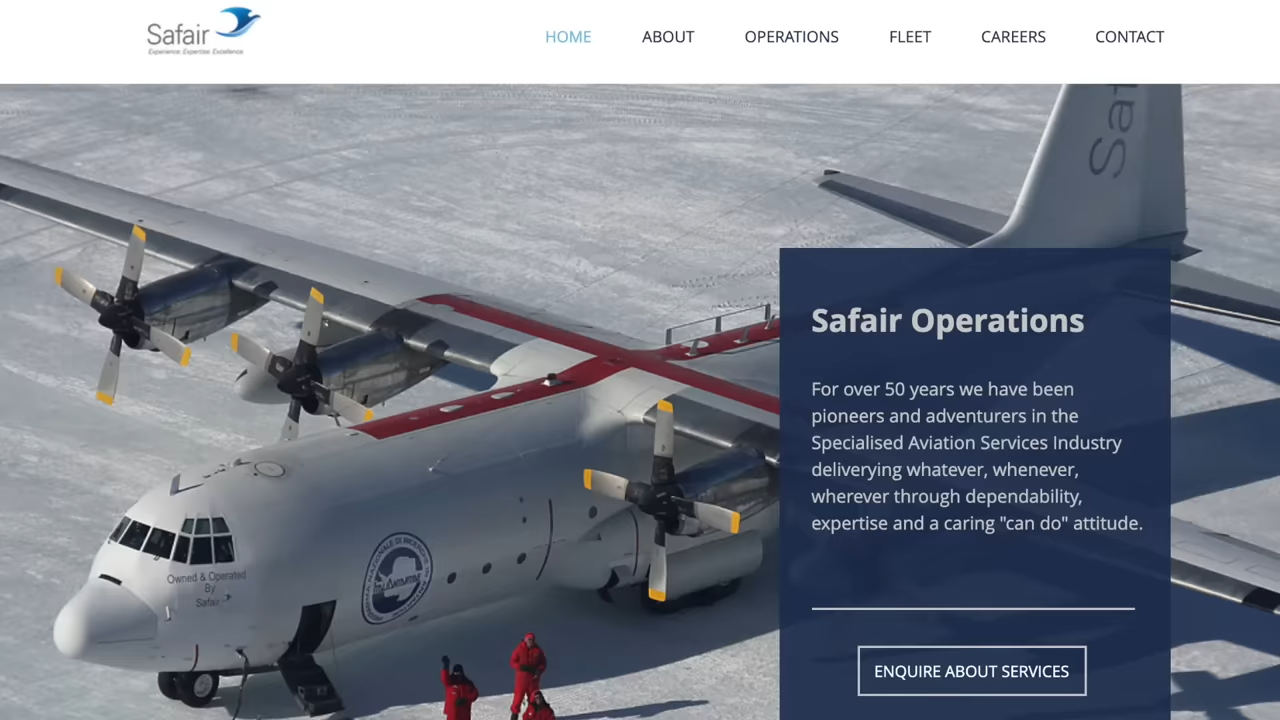 Safair
Experience. Expertise. Excellence
HOME
ABOUT
OPERATIONS
FLEET
CAREERS
CONTACT
Saf
Safair Operations
For over 50 years we have been
pioneers and adventurers in the
Specialised Aviation Services Industry
deliverying whatever, whenever,
wherever through dependability,
expertise and a caring "can do" attitude.
ENQUIRE ABOUT SERVICES
Owned & Operated
By
Safair